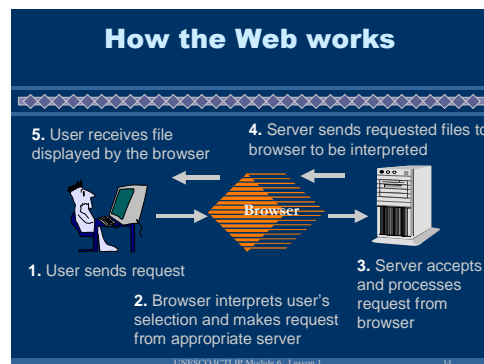 How the Web works
5. User receives file
displayed by the browser
4. Server sends requested files to
browser to be interpreted
Browser
1. User sends request
2. Browser interprets user's
selection and makes request
from appropriate server
3. Server accepts
and processes
request from
browser
UNESCO ICTLIP Module 6. Lesson 1
14